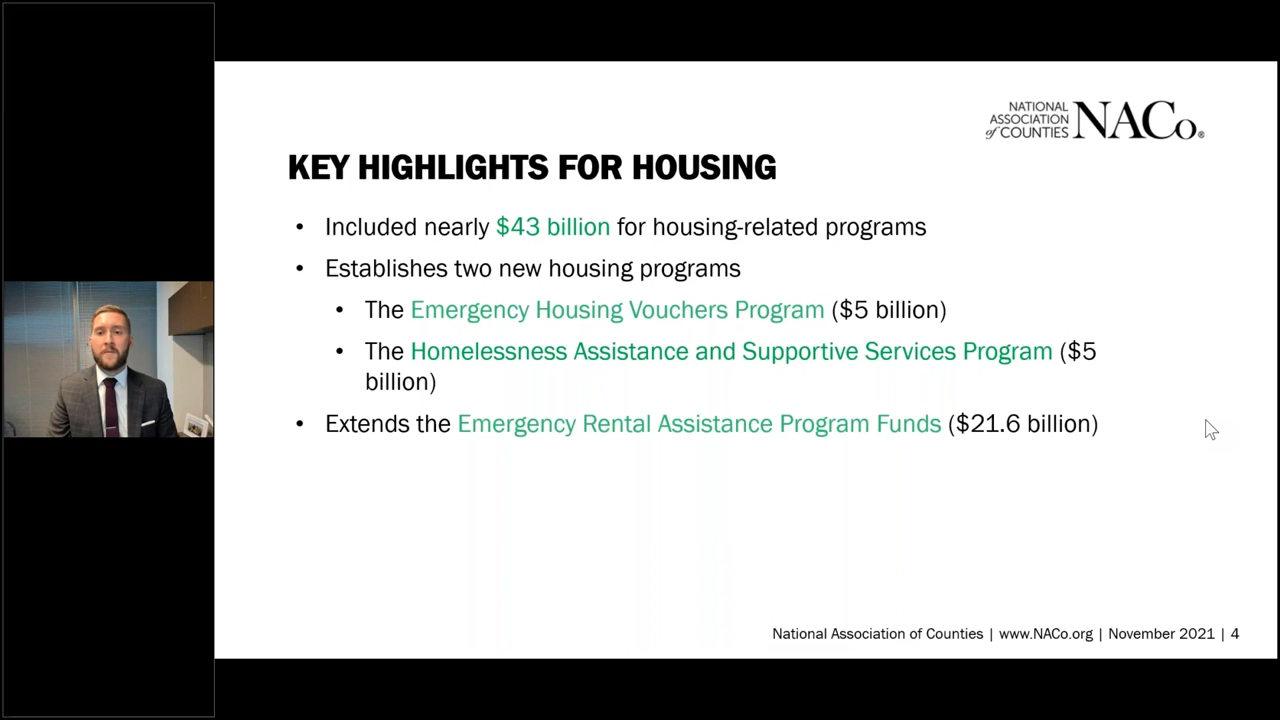 NATIONAL
ASSOCIATION
of COUNTIES
NACo®
KEY HIGHLIGHTS FOR HOUSING
• Included nearly $43 billion for housing-related programs
• Establishes two new housing programs
• The Emergency Housing Vouchers Program ($5 billion)
• The Homelessness Assistance and Supportive Services Program ($5
billion)
• Extends the Emergency Rental Assistance Program Funds ($21.6 billion)
National Association of Counties | www.NACo.org | November 2021 | 4